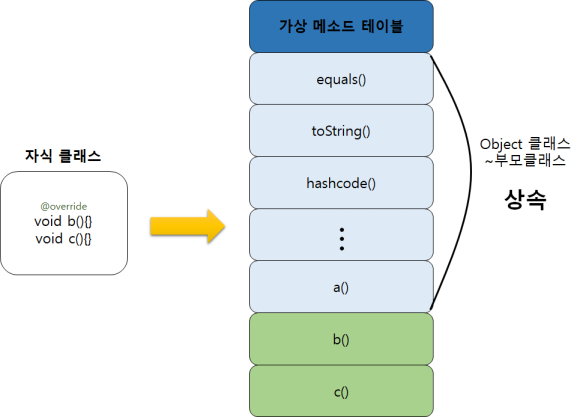 가상 메소드 테이블
equals()
toString()
hashcode()
a()
b()
c()
자식 클래스
@override
void b(){}
void c(){}
Object 클래스
~부모클래스
상속